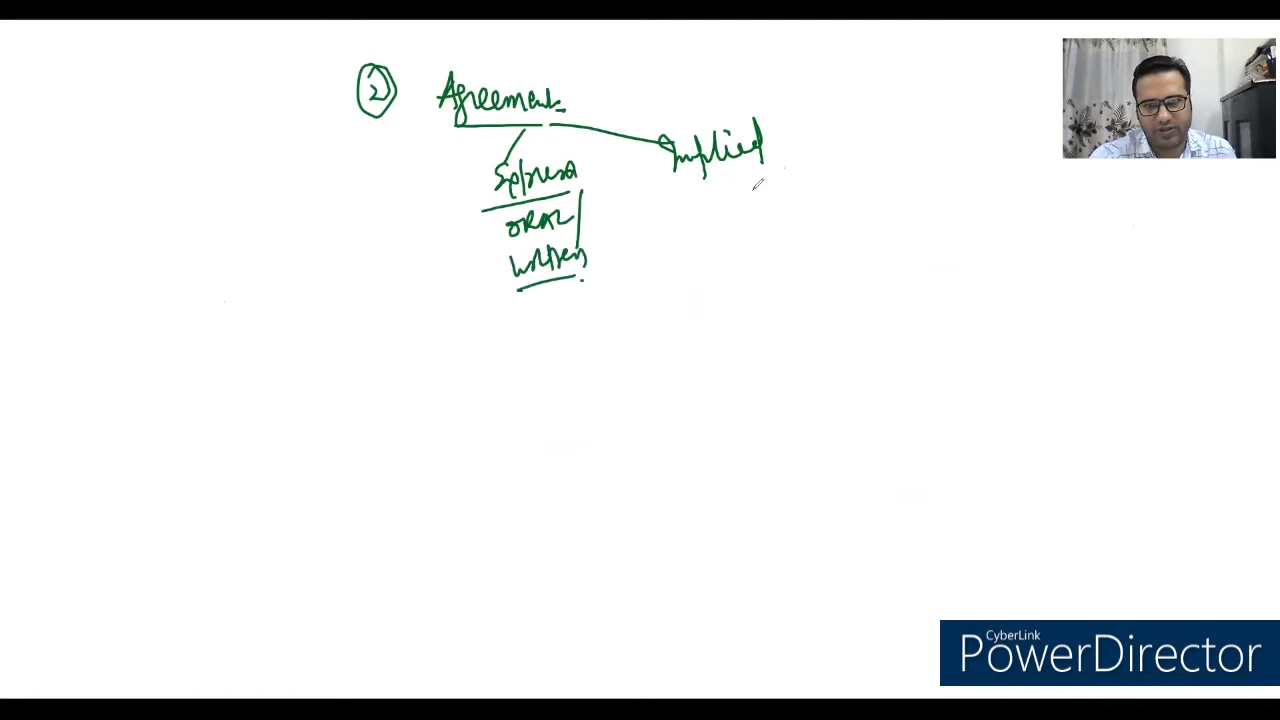 2 Agreement
Implied
Express
ORAL
Written
CyberLink
PowerDirector